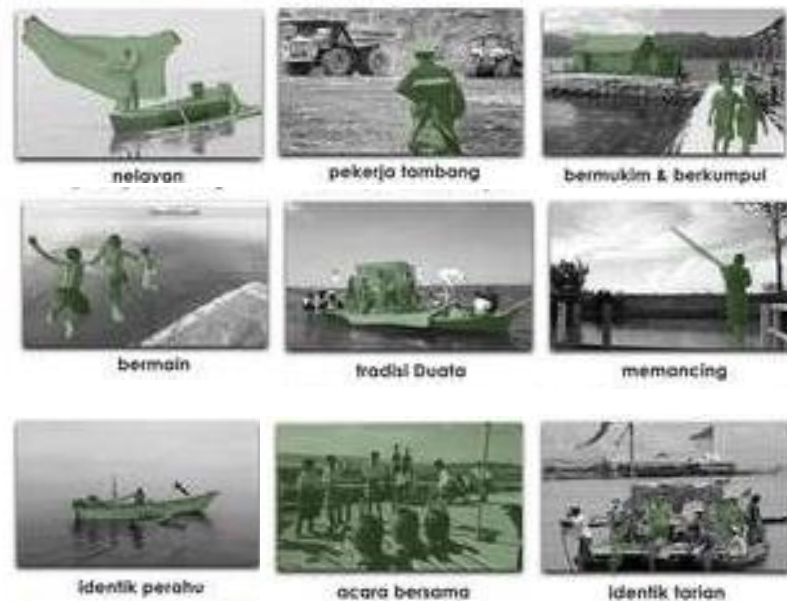 nelayan
pekerja tambang
bermukim & berkumpul
bermain
tradisi Duata
memancing
identik perahu
acara bersama
identik tarian